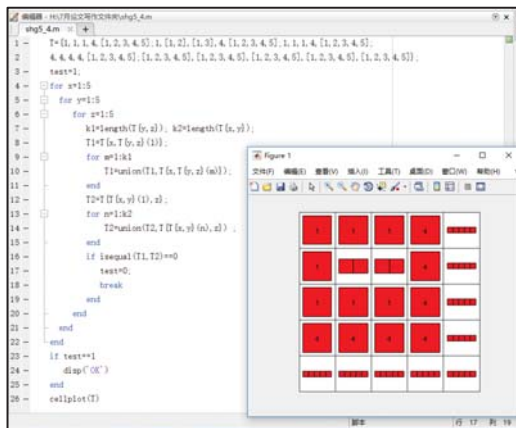 编辑器 - H:\7月论文写作文件夹\shg5_4.m
shg5_4.m × +
1 - T={1,1,1,4,[1,2,3,4,5];1,[1,2],[1,3],4,[1,2,3,4,5];1,1,1,4,[1,2,3,4,5];
2 4,4,4,4,[1,2,3,4,5];[1,2,3,4,5],[1,2,3,4,5],[1,2,3,4,5],[1,2,3,4,5],[1,2,3,4,5]};
3 - test=1;
4 - for x=1:5
5 - for y=1:5
6 - for z=1:5
7 - k1=length(T{y,z}); k2=length(T{x,y});
8 - T1=T{x,T{y,z}(1)};
9 - for m=1:k1
10 - T1=union(T1,T{x,T{y,z}(m)});
11 - end
12 - T2=T{T{x,y}(1),z};
13 - for n=1:k2
14 - T2=union(T2,T{T{x,y}(n),z}) ;
15 - end
16 - if isequal(T1,T2)==0
17 - test=0;
18 - break
19 - end
20 - end
21 - end
22 - end
23 - if test==1
24 - disp('OK')
25 - end
26 - cellplot(T)
Figure 1
文件(F) 编辑(E) 查看(V) 插入(I) 工具(T) 桌面(D) 窗口(W) 帮助(H)
1 1 1 4
1 4
1 1 1 4
4 4 4 4
脚本 行 17 列 19